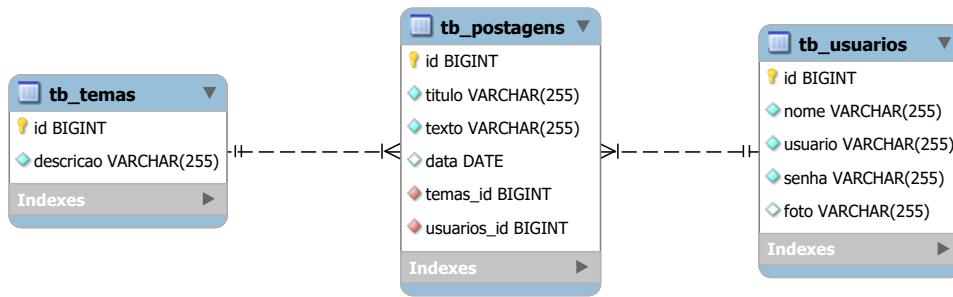 tb_temas
id BIGINT
descricao VARCHAR(255)
Indexes
tb_postagens
id BIGINT
titulo VARCHAR(255)
texto VARCHAR(255)
data DATE
temas_id BIGINT
usuarios_id BIGINT
Indexes
tb_usuarios
id BIGINT
nome VARCHAR(255)
usuario VARCHAR(255)
senha VARCHAR(255)
foto VARCHAR(255)
Indexes